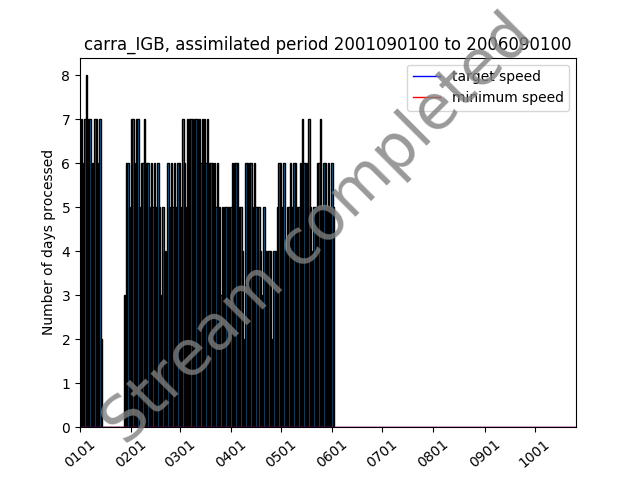 carra_IGB, assimilated period 2001090100 to 2006090100
target speed
minimum speed
Stream completed
Number of days processed
8
7
6
5
4
3
2
1
0
0101 0201 0301 0401 0501 0601 0701 0801 0901 1001